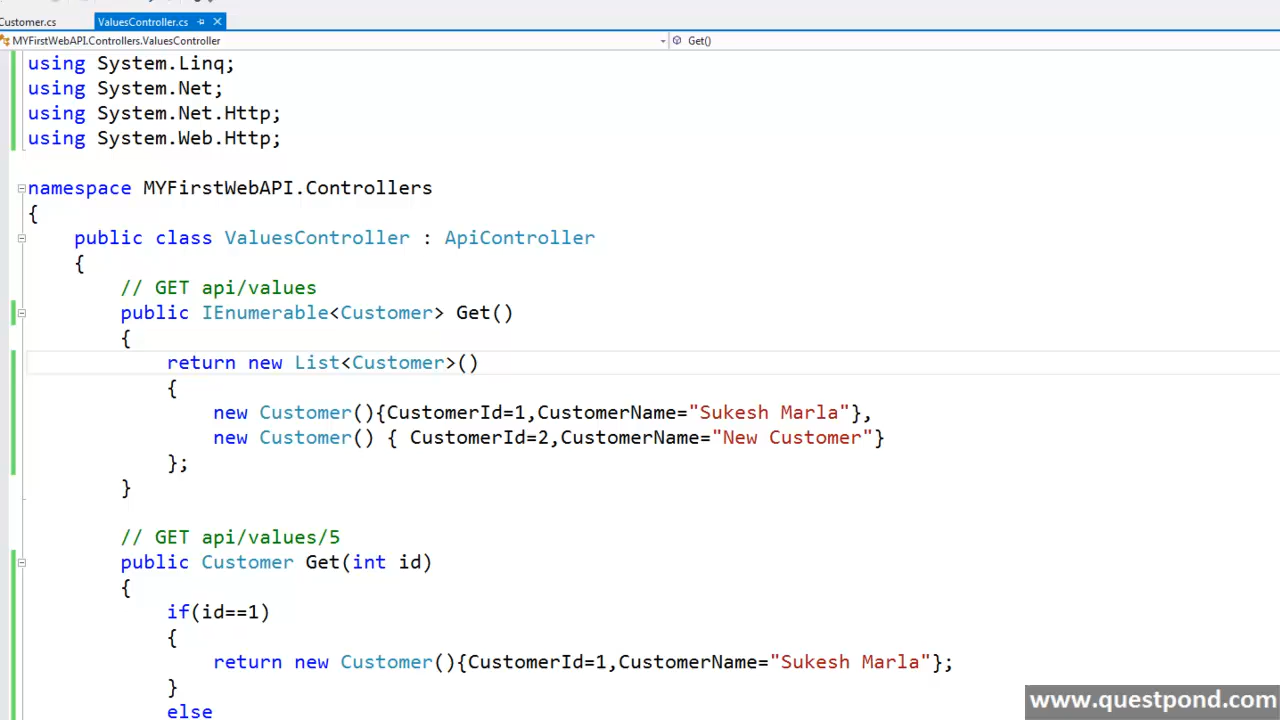 Customer.cs ValuesController.cs
MYFirstWebAPI.Controllers.ValuesController Get()
using System.Linq;
using System.Net;
using System.Net.Http;
using System.Web.Http;
namespace MYFirstWebAPI.Controllers
{
public class ValuesController : ApiController
{
// GET api/values
public IEnumerable<Customer> Get()
{
return new List<Customer>()
{
new Customer(){CustomerId=1,CustomerName="Sukesh Marla"},
new Customer() { CustomerId=2,CustomerName="New Customer"}
};
}
// GET api/values/5
public Customer Get(int id)
{
if(id==1)
{
return new Customer(){CustomerId=1,CustomerName="Sukesh Marla"};
}
else
www.questpond.com